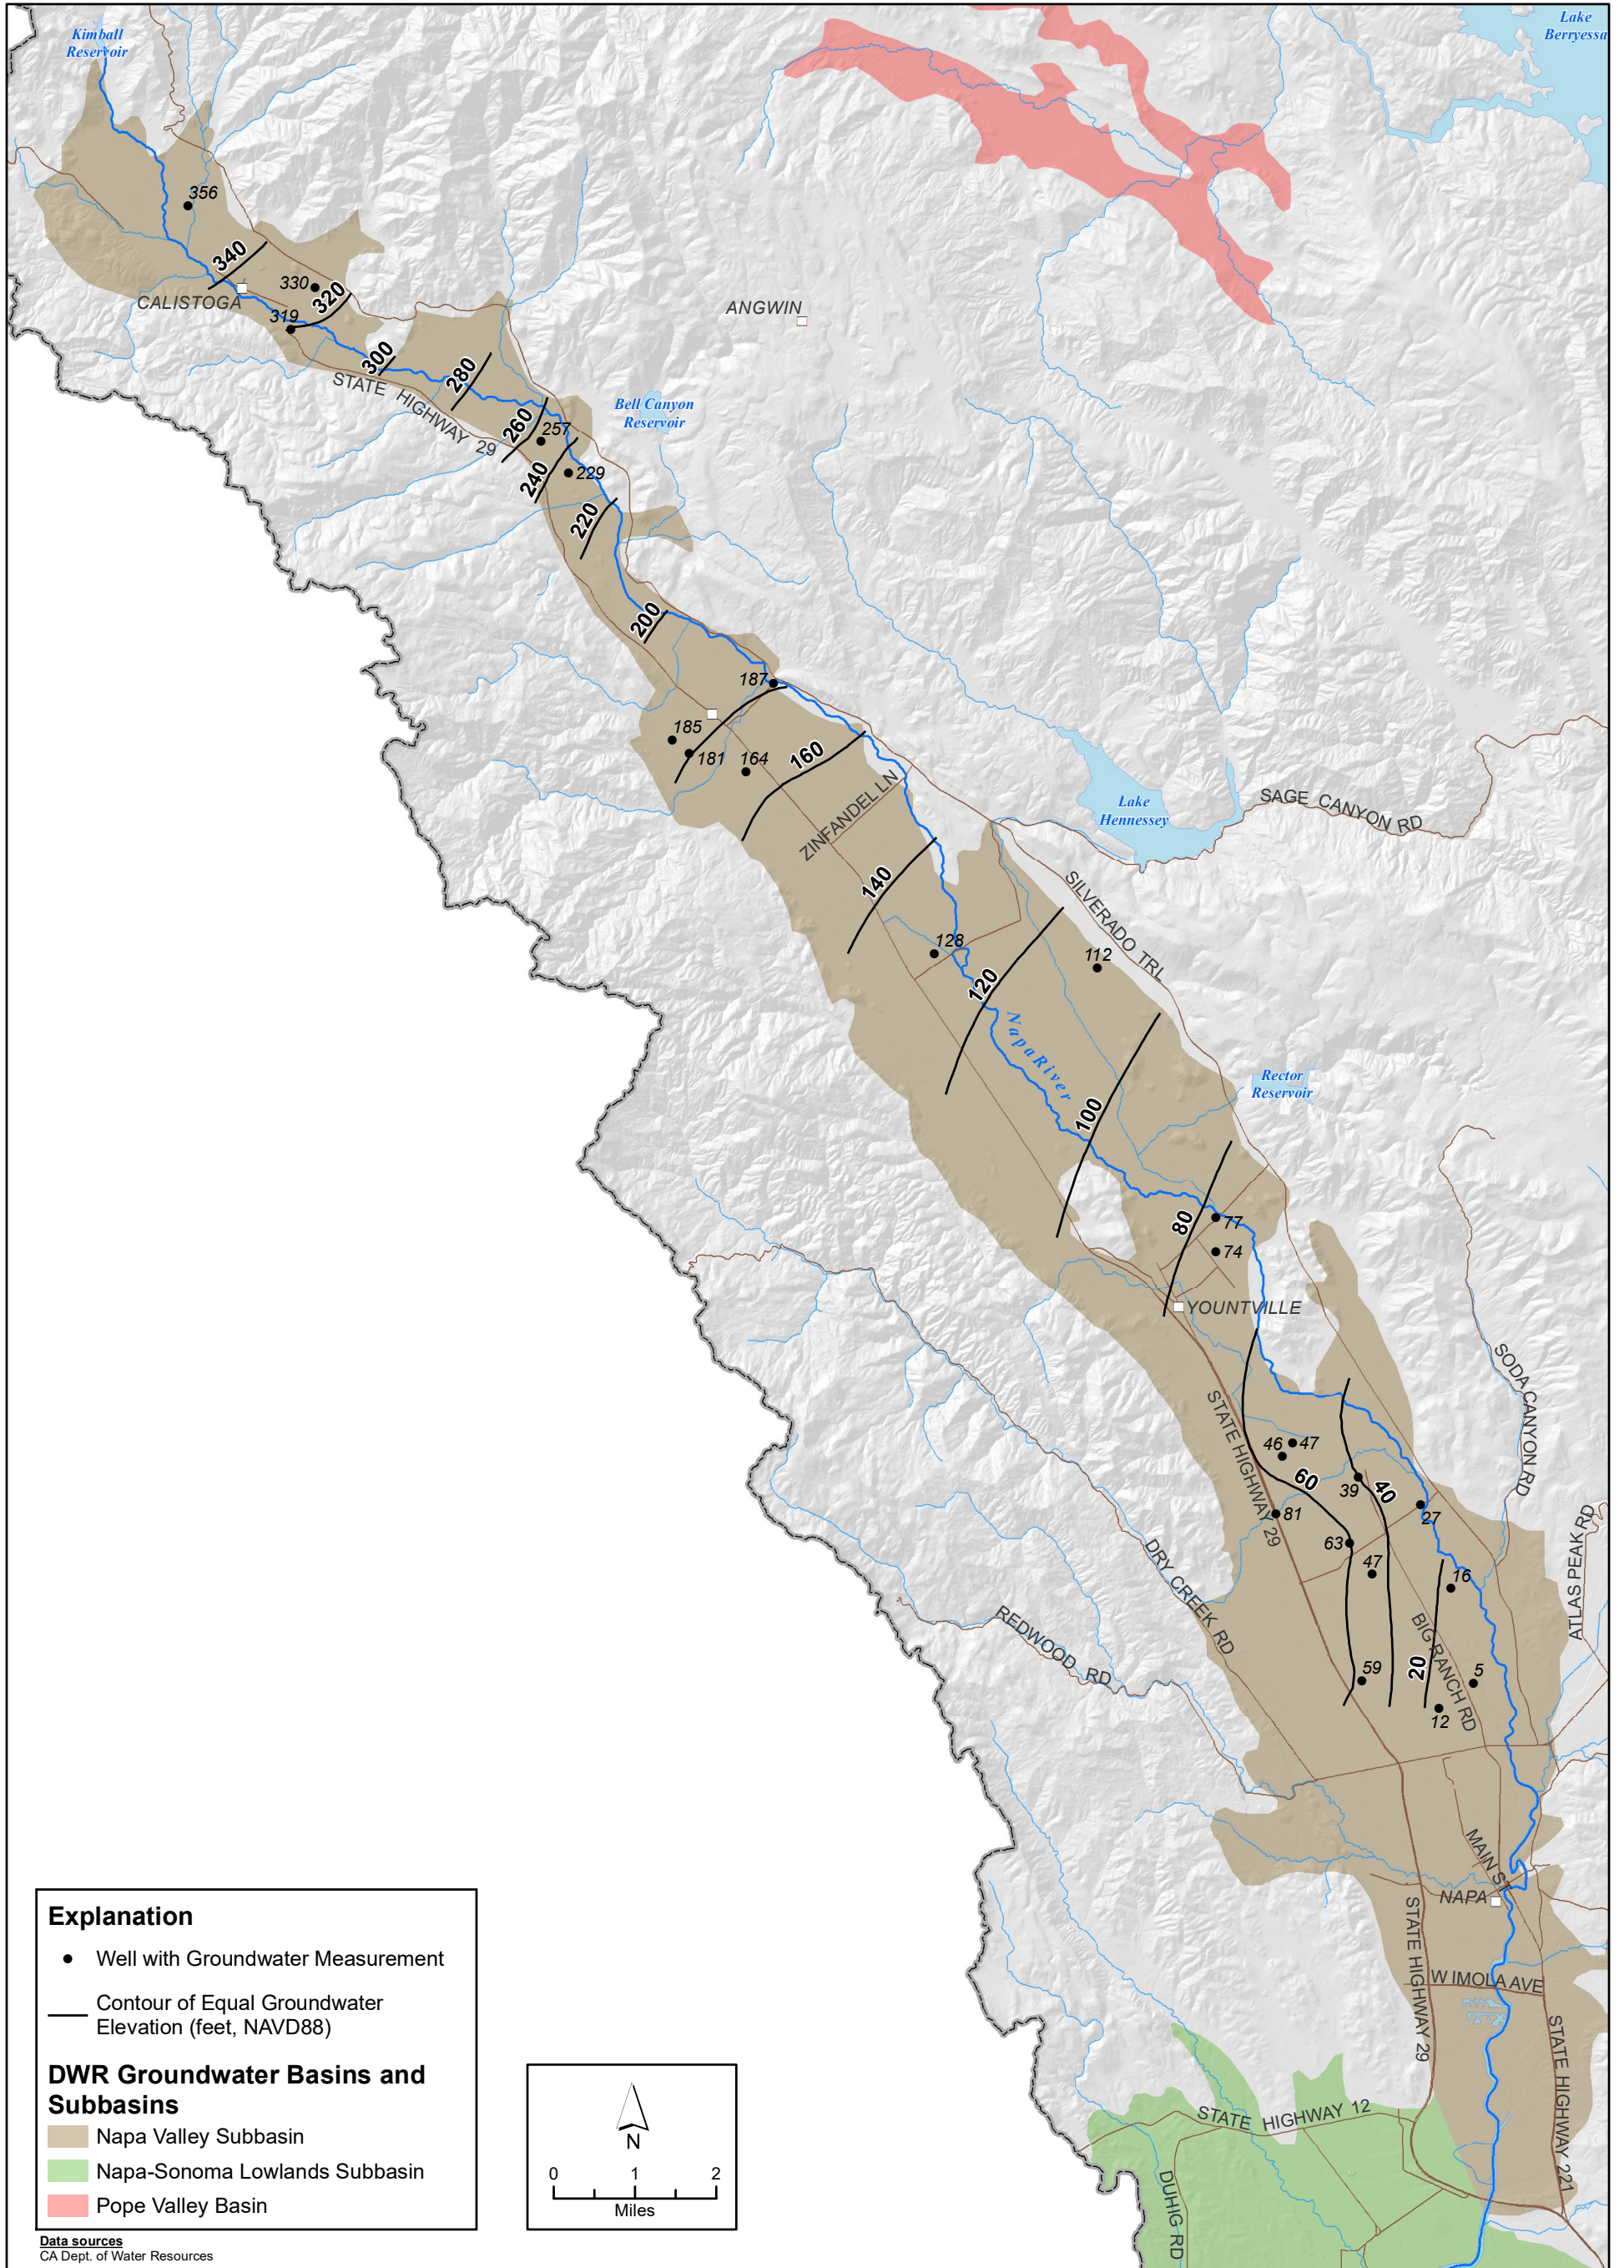 Kimball
Reservoir
Lake
Berryessa
356
340
330
320
CALISTOGA
319
ANGWIN
300
280
STATE HIGHWAY 29
260
257
Bell Canyon
Reservoir
240
229
220
200
187
185
181
164
160
ZINFANDEL LN
Lake
Hennessey
SAGE CANYON RD
140
SILVERADO TRL
128
112
120
Napa River
Rector
Reservoir
100
80
77
74
YOUNTVILLE
SODA CANYON RD
STATE HIGHWAY 29
46
47
60
39
40
27
81
63
47
16
ATLAS PEAK RD
DRY CREEK RD
REDWOOD RD
BIG RANCH RD
20
59
5
12
MAIN ST
NAPA
STATE HIGHWAY 29
W IMOLA AVE
STATE HIGHWAY 221
STATE HIGHWAY 12
DUHIG RD
Explanation
Well with Groundwater Measurement
Contour of Equal Groundwater
Elevation (feet, NAVD88)
DWR Groundwater Basins and
Subbasins
Napa Valley Subbasin
Napa-Sonoma Lowlands Subbasin
Pope Valley Basin
N
0 1 2
Miles
Data sources
CA Dept. of Water Resources